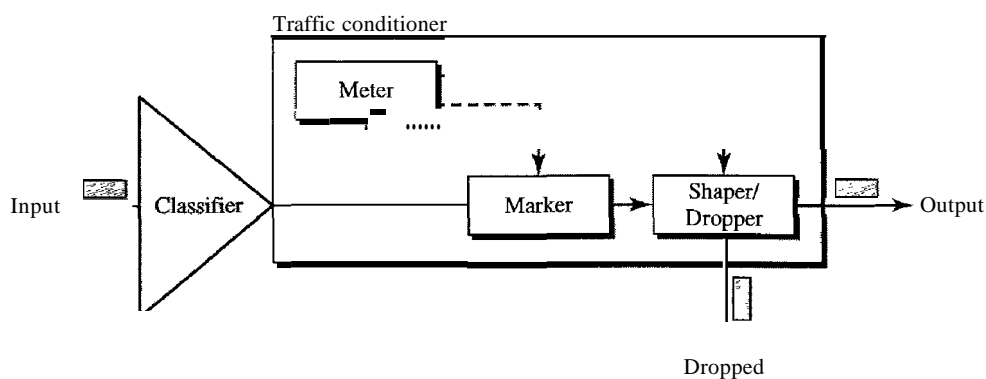 Traffic conditioner
Meter
Input
Classifier
Marker
Shaper/
Dropper
Output
Dropped